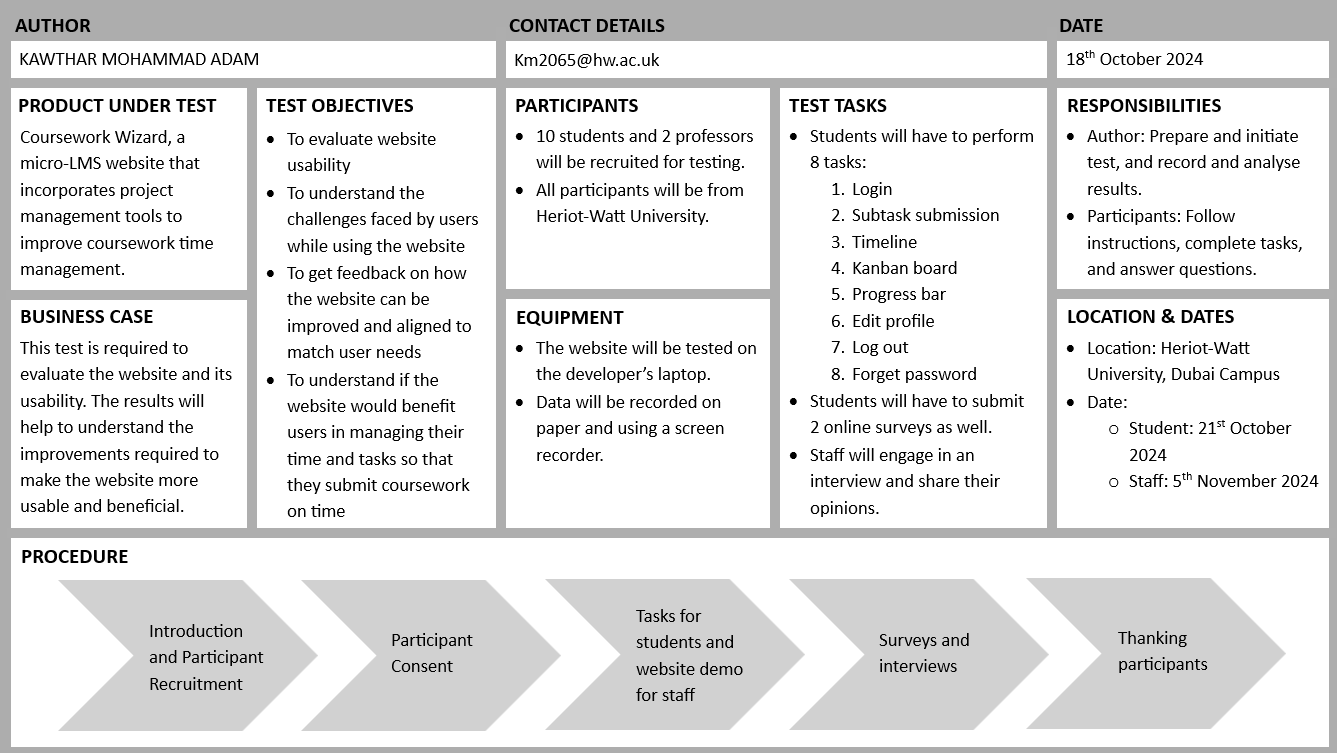 AUTHOR
KAWTHAR MOHAMMAD ADAM
CONTACT DETAILS
Km2065@hw.ac.uk
DATE
18th October 2024
PRODUCT UNDER TEST
Coursework Wizard, a
micro-LMS website that
incorporates project
management tools to
improve coursework time
management.
BUSINESS CASE
This test is required to
evaluate the website and its
usability. The results will
help to understand the
improvements required to
make the website more
usable and beneficial.
TEST OBJECTIVES
• To evaluate website
usability
• To understand the
challenges faced by users
while using the website
• To get feedback on how
the website can be
improved and aligned to
match user needs
• To understand if the
website would benefit
users in managing their
time and tasks so that
they submit coursework
on time
PARTICIPANTS
• 10 students and 2 professors
will be recruited for testing.
• All participants will be from
Heriot-Watt University.
EQUIPMENT
• The website will be tested on
the developer’s laptop.
• Data will be recorded on
paper and using a screen
recorder.
TEST TASKS
• Students will have to perform
8 tasks:
1. Login
2. Subtask submission
3. Timeline
4. Kanban board
5. Progress bar
6. Edit profile
7. Log out
8. Forget password
• Students will have to submit
2 online surveys as well.
• Staff will engage in an
interview and share their
opinions.
RESPONSIBILITIES
• Author: Prepare and initiate
test, and record and analyse
results.
• Participants: Follow
instructions, complete tasks,
and answer questions.
LOCATION & DATES
• Location: Heriot-Watt
University, Dubai Campus
• Date:
o Student: 21st October
2024
o Staff: 5th November 2024
PROCEDURE
Introduction
and Participant
Recruitment
Participant
Consent
Tasks for
students and
website demo
for staff
Surveys and
interviews
Thanking
participants